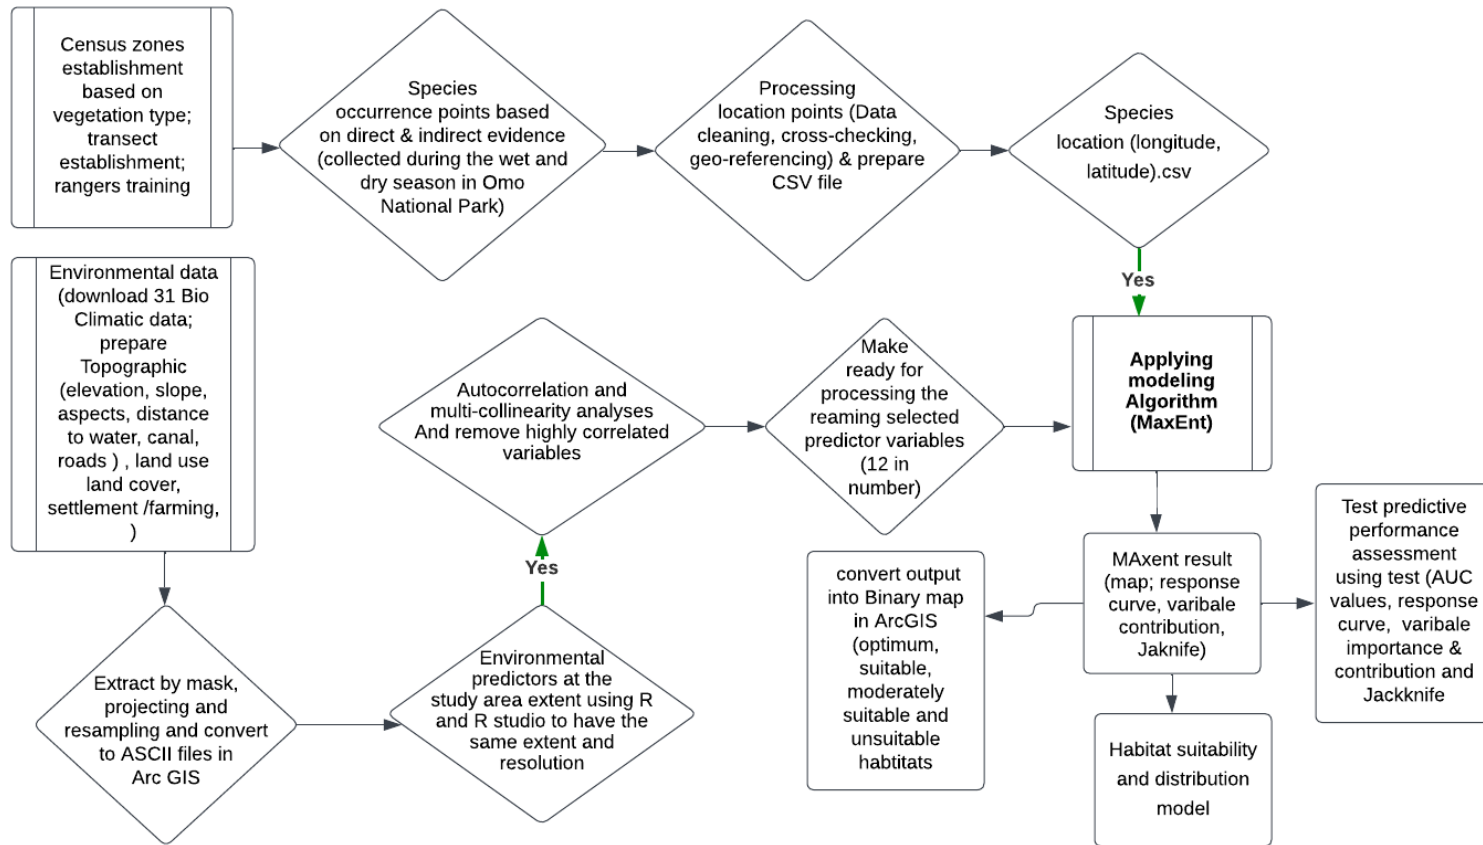 Census zones
establishment
based on
vegetation type;
transect
establishment;
rangers training
Species
occurrence points based
on direct & indirect evidence
(collected during the wet and
dry season in Omo
National Park)
Processing
location points (Data
cleaning, cross-checking,
geo-referencing) & prepare
CSV file
Species
location (longitude,
latitude).csv
Yes
Environmental data
(download 31 Bio
Climatic data;
prepare
Topographic
(elevation, slope,
aspects, distance
to water, canal,
roads ) , land use
land cover,
settlement /farming,
)
Extract by mask,
projecting and
resampling and convert
to ASCII files in
Arc GIS
Environmental
predictors at the
study area extent using R
and R studio to have the
same extent and
resolution
Yes
Autocorrelation and
multi-collinearity analyses
And remove highly correlated
variables
Make
ready for
processing the
reaming selected
predictor variables
(12 in
number)
Applying
modeling
Algorithm
(MaxEnt)
MAxent result
(map; response
curve, varibale
contribution,
Jaknife)
convert output
into Binary map
in ArcGIS
(optimum,
suitable,
moderately
suitable and
unsuitable
habtitats
Test predictive
performance
assessment
using test (AUC
values, response
curve, varibale
importance &
contribution and
Jackknife
Habitat suitability
and distribution
model